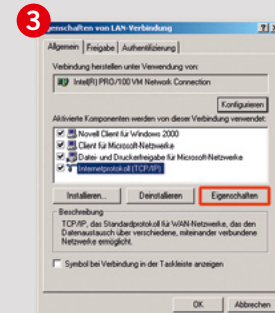 3
Eigenschaften von LAN-Verbindung
Allgemein Freigabe Authentifizierung
Verbindung herstellen unter Verwendung von:
Intel(R) PRO/100 VM Network Connection
Konfigurieren
Aktivierte Komponenten werden von dieser Verbindung verwendet:
Novell Client für Windows 2000
Client für Microsoft-Netzwerke
Datei- und Druckerfreigabe für Microsoft-Netzwerke
Internetprotokoll (TCP/IP)
Installieren... Deinstallieren Eigenschaften
Beschreibung
TCP/IP, das Standardprotokoll für WAN-Netzwerke, das den
Datenaustausch über verschiedene, miteinander verbundene
Netzwerke ermöglicht.
Symbol bei Verbindung in der Taskleiste anzeigen
OK Abbrechen